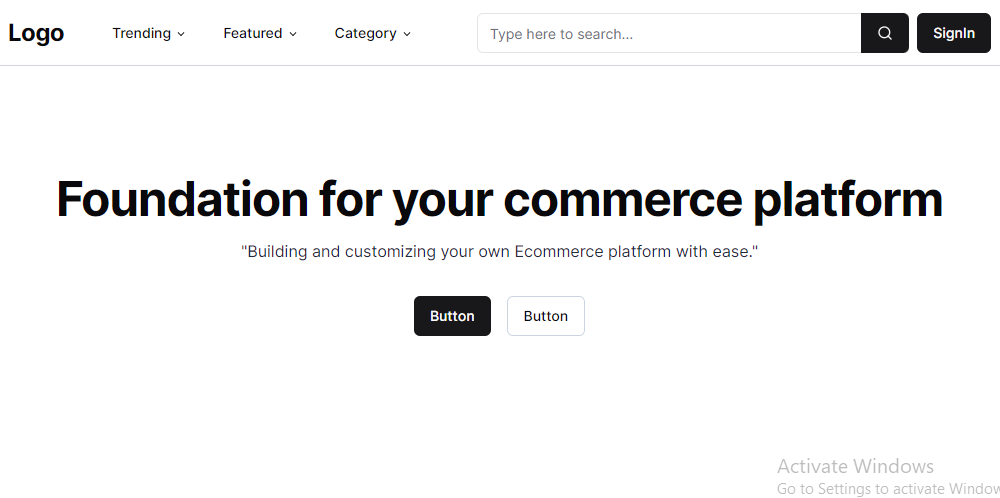 Logo
Trending
Featured
Category
Type here to search...
SignIn
Foundation for your commerce platform
"Building and customizing your own Ecommerce platform with ease."
Button
Button
Activate Windows
Go to Settings to activate Window